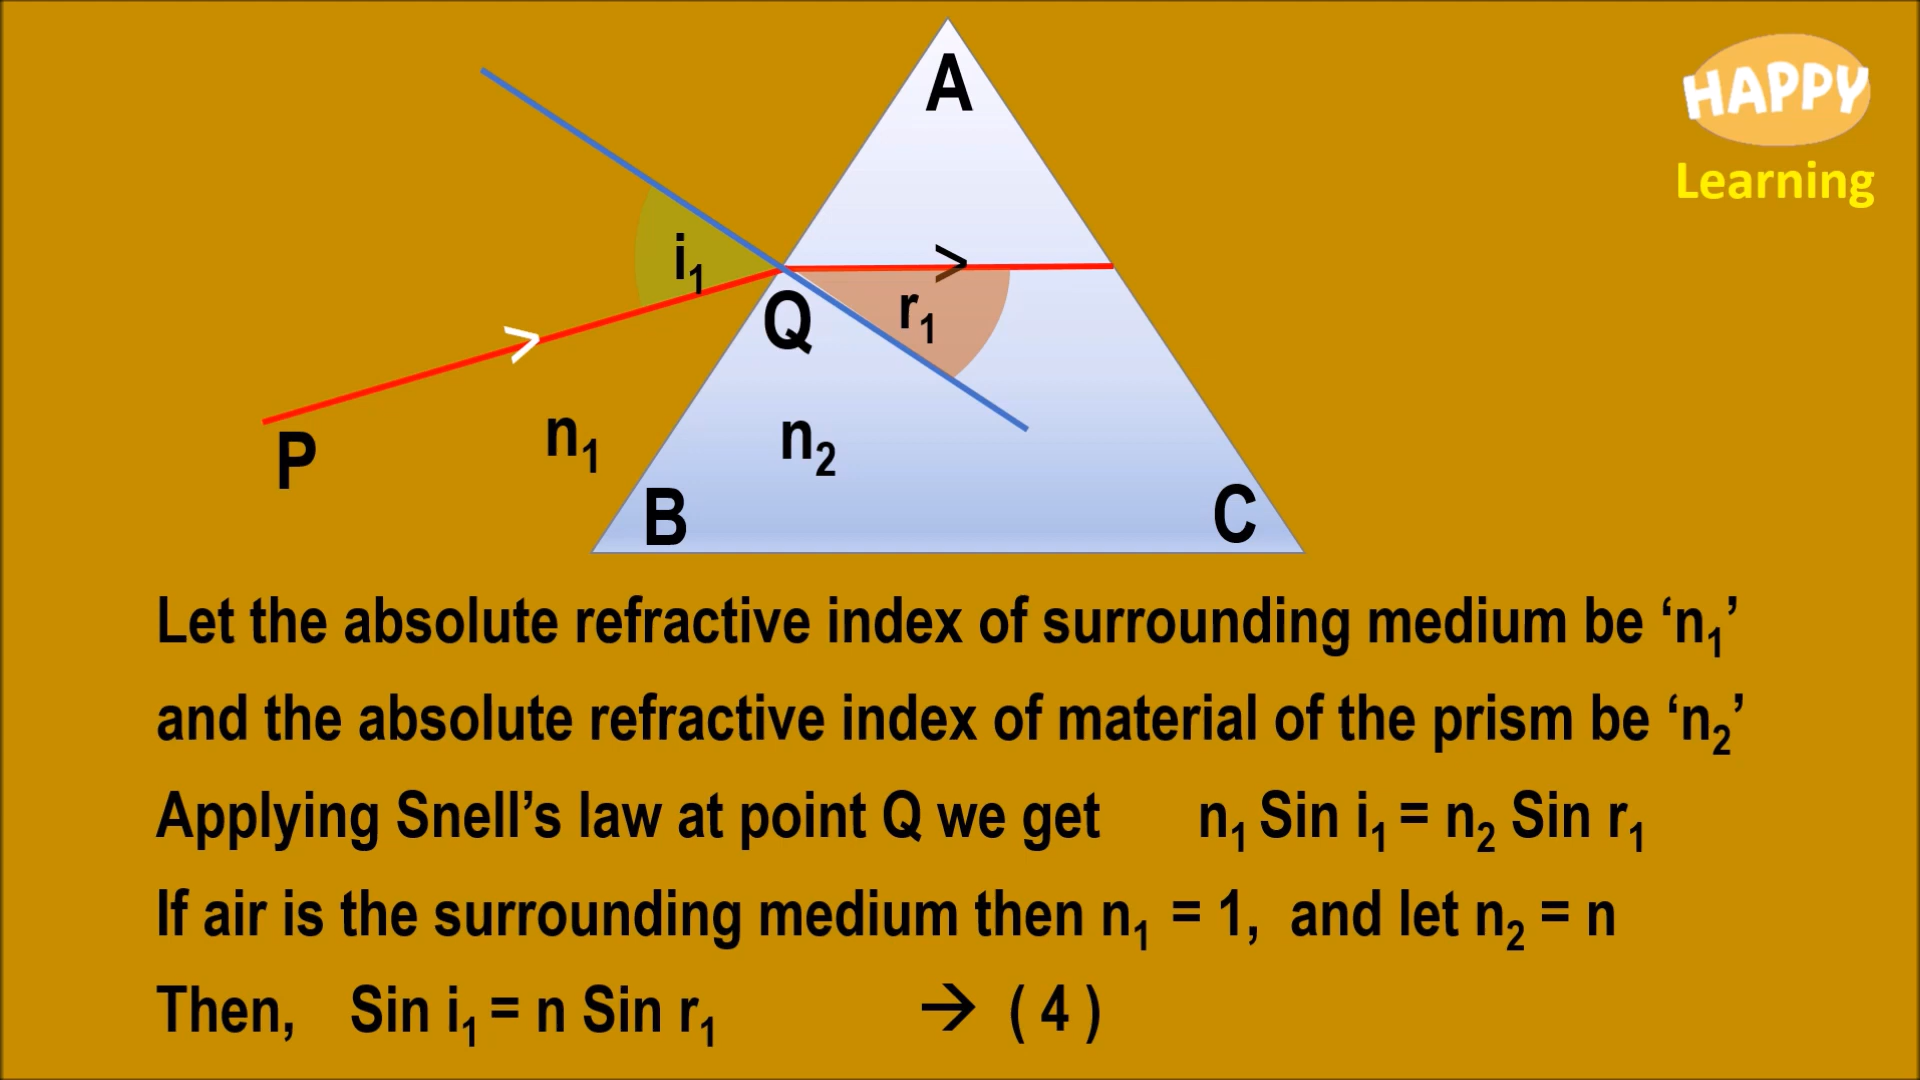 A
HAPPY
Learning
i₁
>
Q
r₁
>
P
n₁
n₂
B
C
Let the absolute refractive index of surrounding medium be ‘n₁’
and the absolute refractive index of material of the prism be ‘n₂’
Applying Snell’s law at point Q we get n₁ Sin i₁ = n₂ Sin r₁
If air is the surrounding medium then n₁ = 1, and let n₂ = n
Then, Sin i₁ = n Sin r₁ → ( 4 )